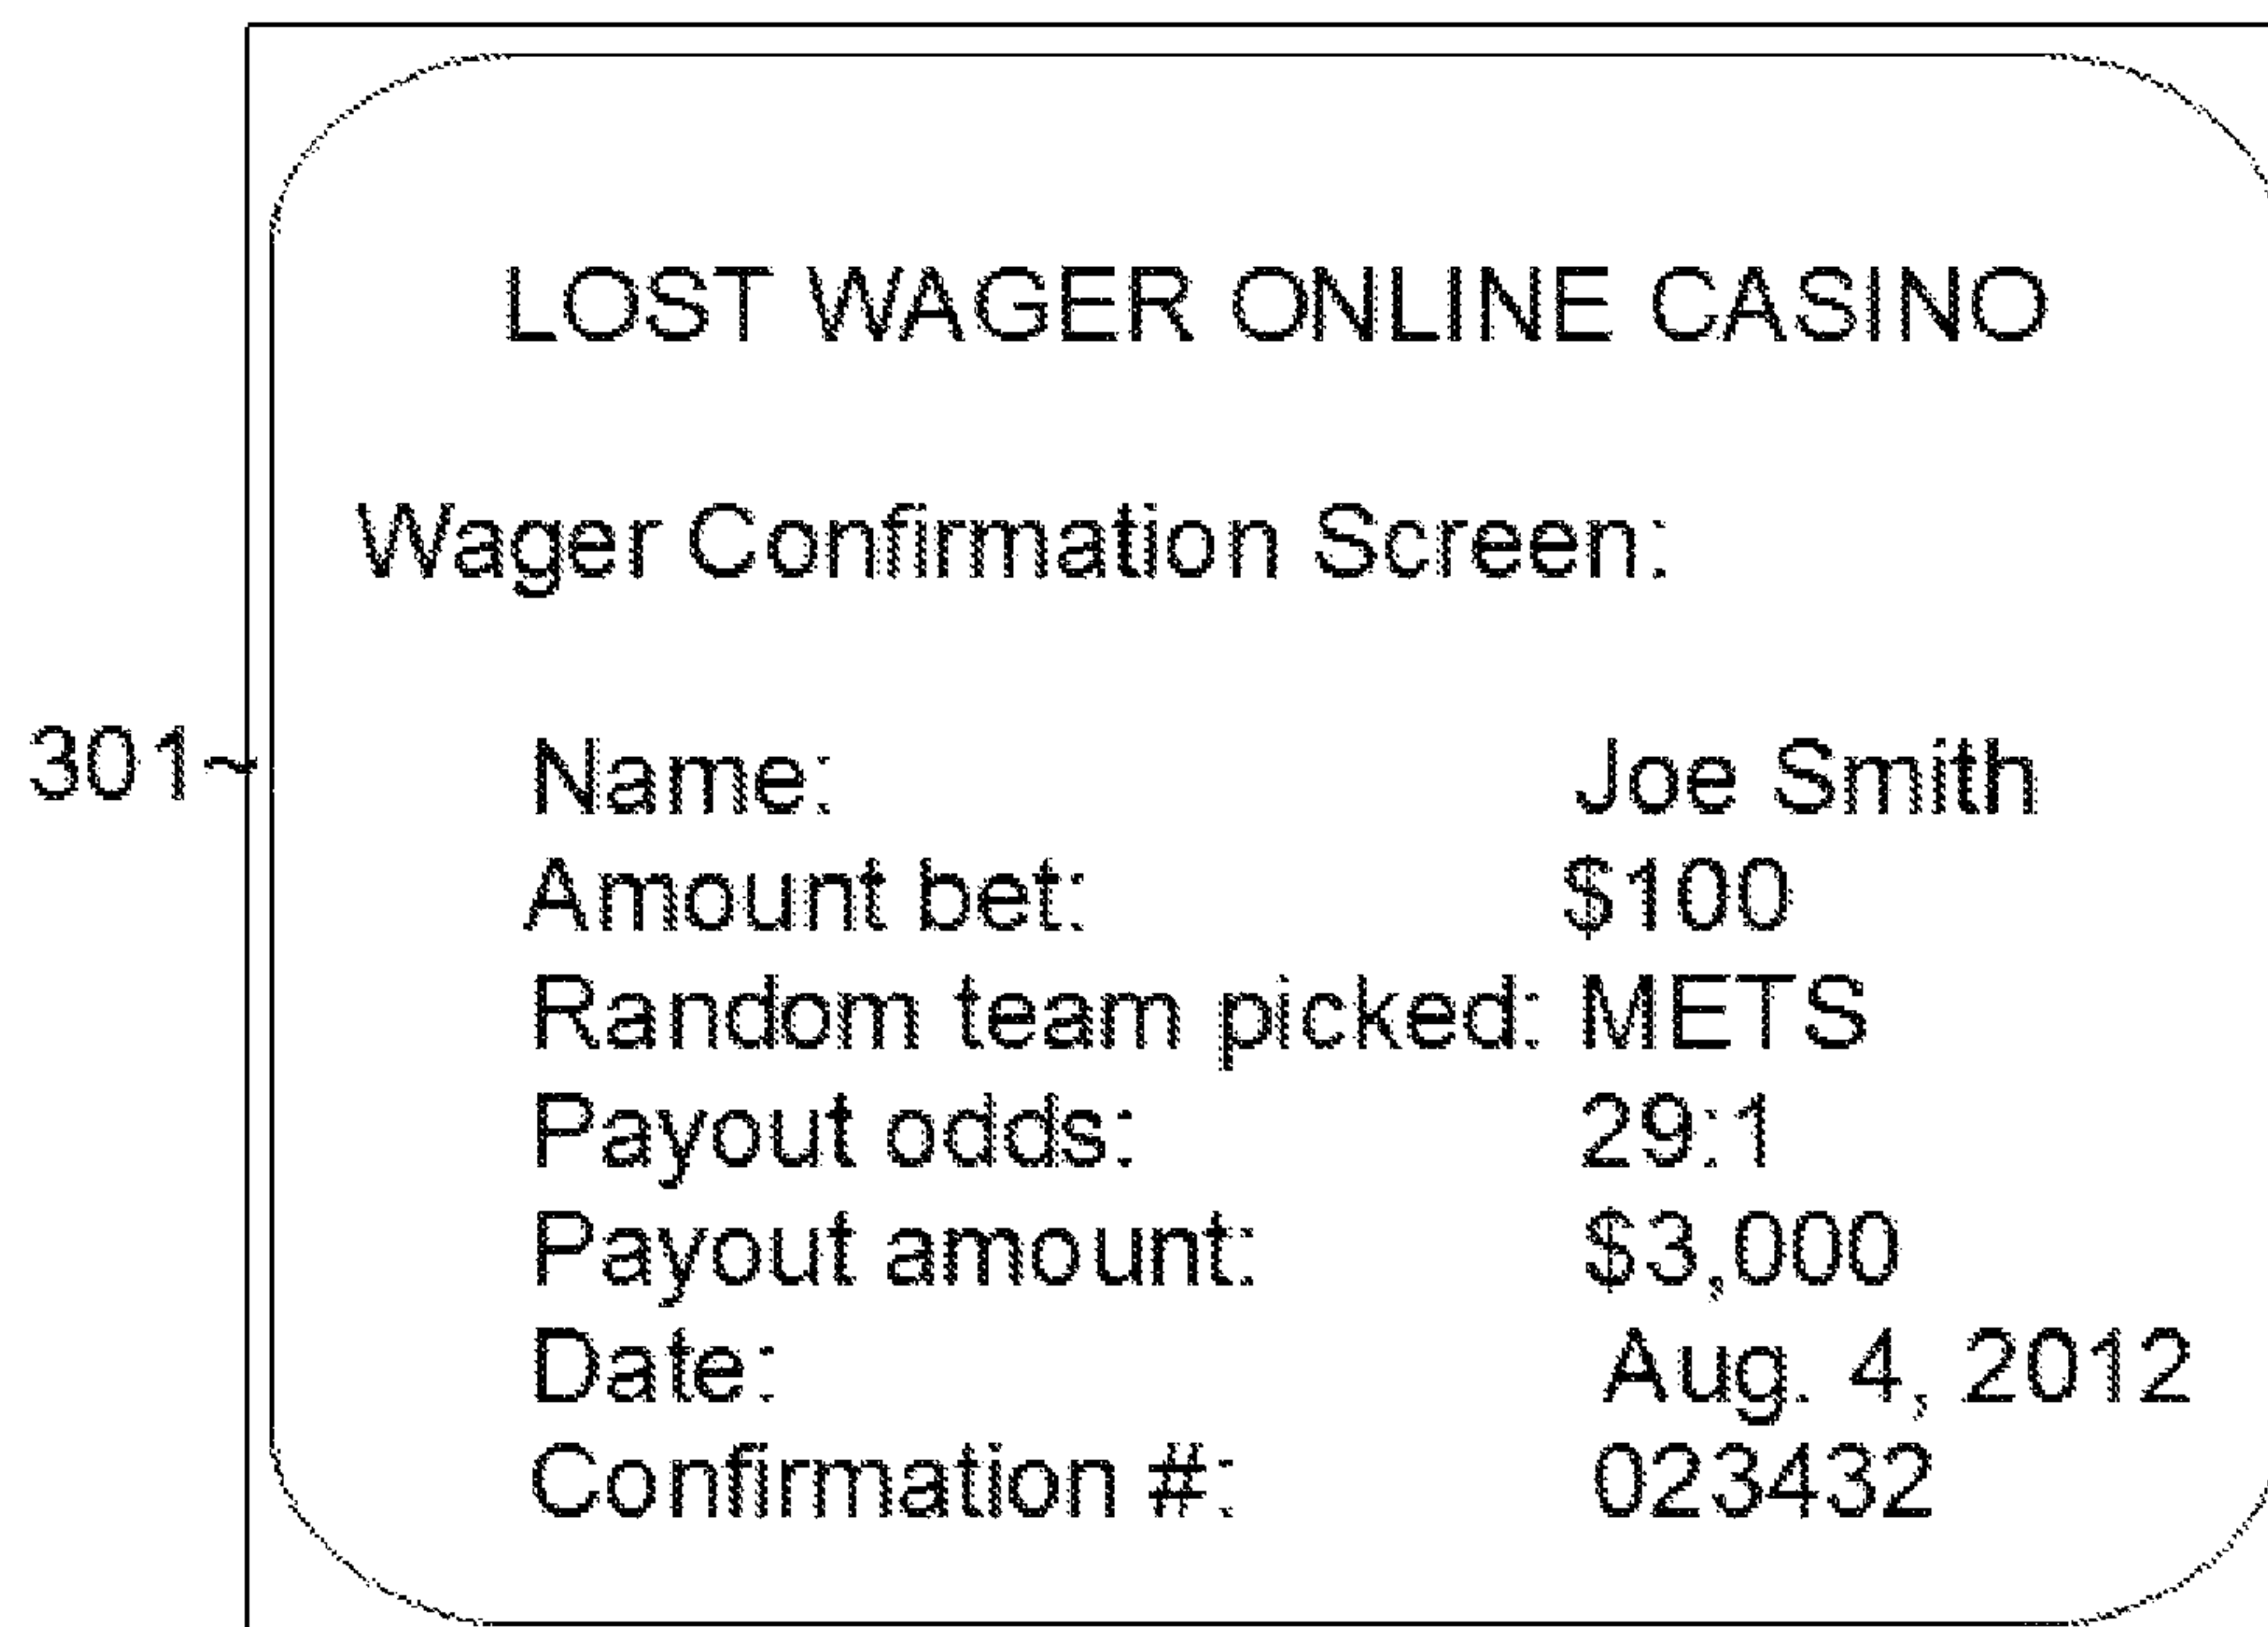 LOST WAGER ONLINE CASINO
Wager Confirmation Screen:
301~
Name: Joe Smith
Amount bet: $100
Random team picked: METS
Payout odds: 29:1
Payout amount: $3,000
Date: Aug. 4, 2012
Confirmation #: 023432